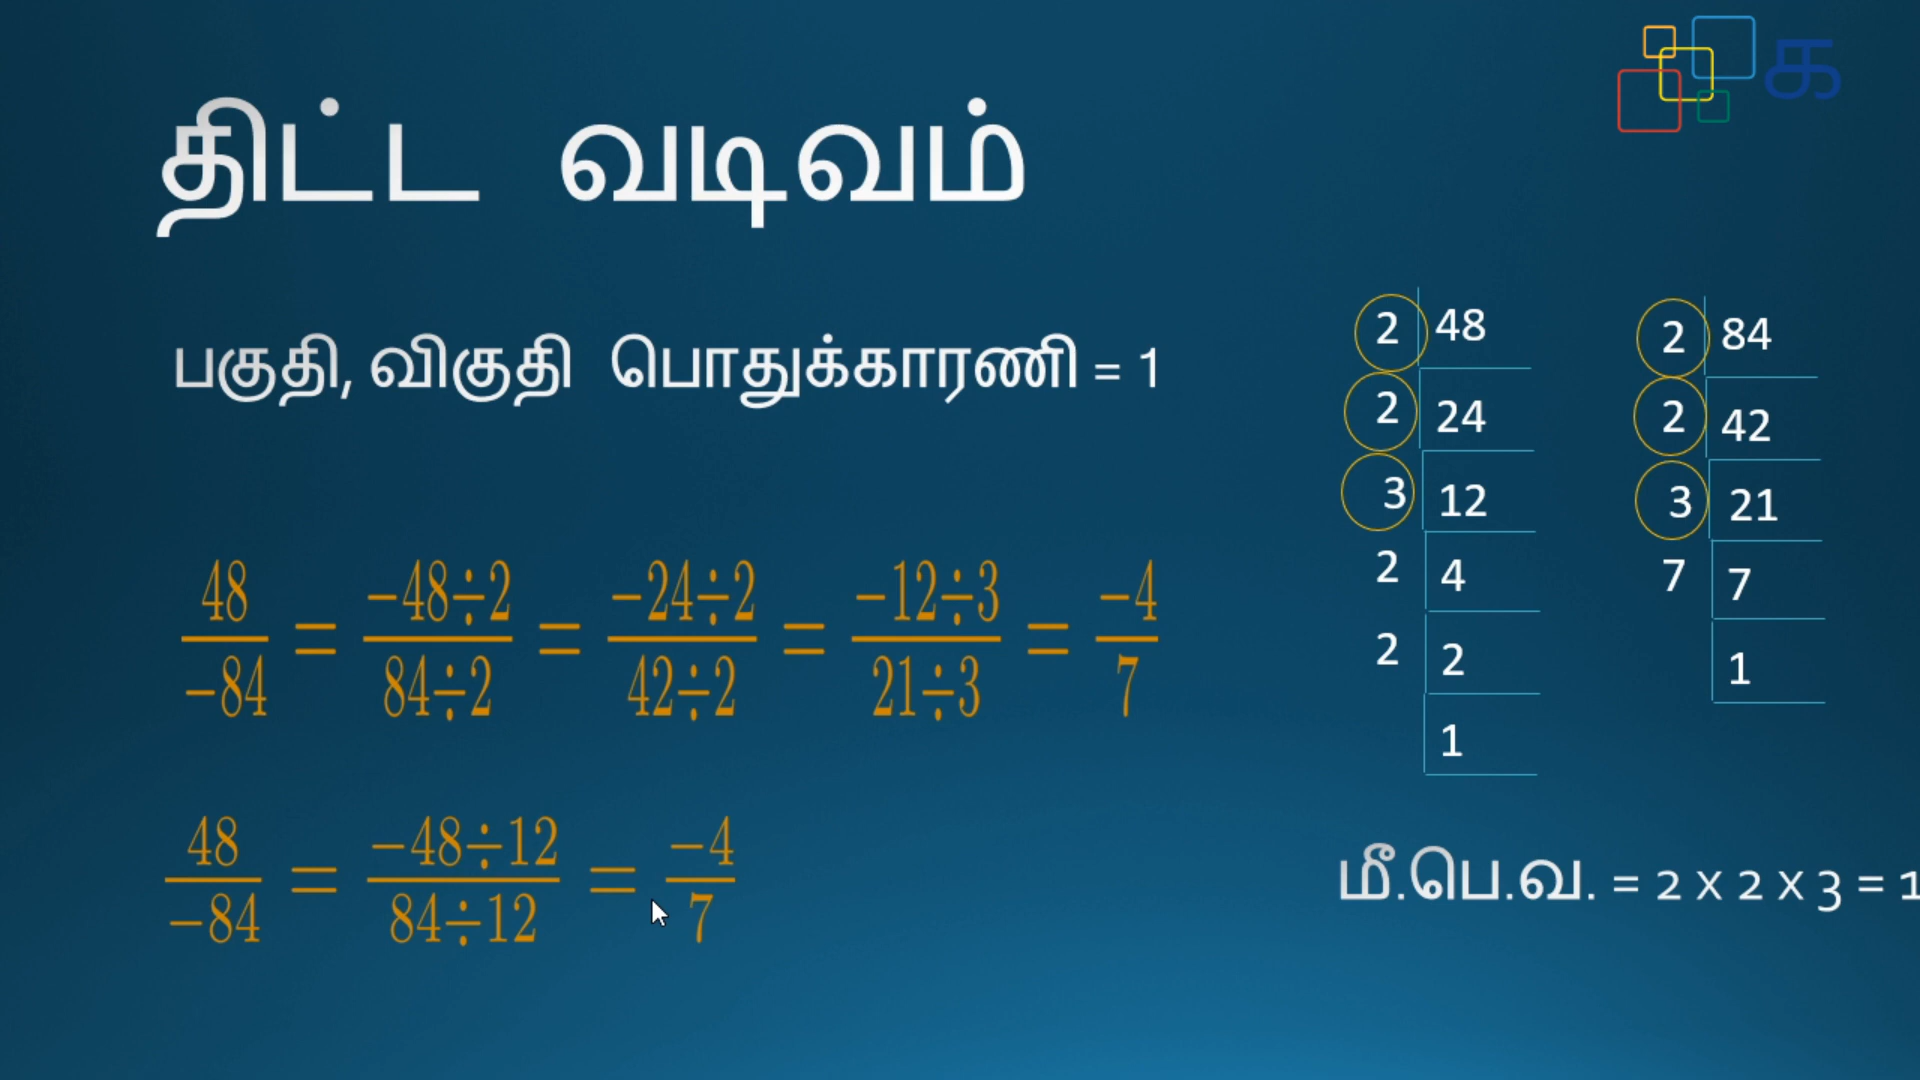 க
திட்ட வடிவம்
பகுதி, விகுதி பொதுக்காரணி = 1
48/−84 = −48÷2/84÷2 = −24÷2/42÷2 = −12÷3/21÷3 = −4/7
48/−84 = −48÷12/84÷12 = −4/7
2 48
2 24
3 12
2 4
2 2
1
2 84
2 42
3 21
7 7
1
மீ.பெ.வ. = 2 x 2 x 3 = 1